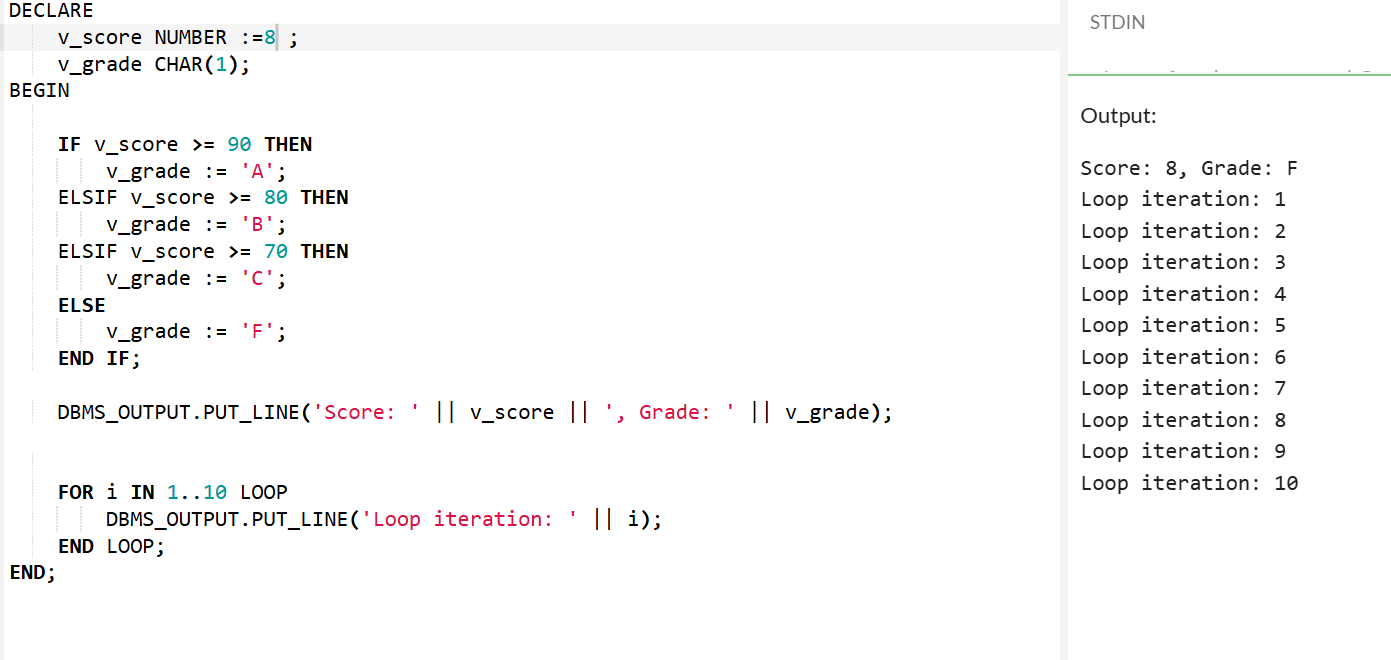 DECLARE
    v_score NUMBER :=8 ;
    v_grade CHAR(1);
BEGIN
    IF v_score >= 90 THEN
        v_grade := 'A';
    ELSIF v_score >= 80 THEN
        v_grade := 'B';
    ELSIF v_score >= 70 THEN
        v_grade := 'C';
    ELSE
        v_grade := 'F';
    END IF;
    DBMS_OUTPUT.PUT_LINE('Score: ' || v_score || ', Grade: ' || v_grade);
    FOR i IN 1..10 LOOP
        DBMS_OUTPUT.PUT_LINE('Loop iteration: ' || i);
    END LOOP;
END;
STDIN
Output:
Score: 8, Grade: F
Loop iteration: 1
Loop iteration: 2
Loop iteration: 3
Loop iteration: 4
Loop iteration: 5
Loop iteration: 6
Loop iteration: 7
Loop iteration: 8
Loop iteration: 9
Loop iteration: 10